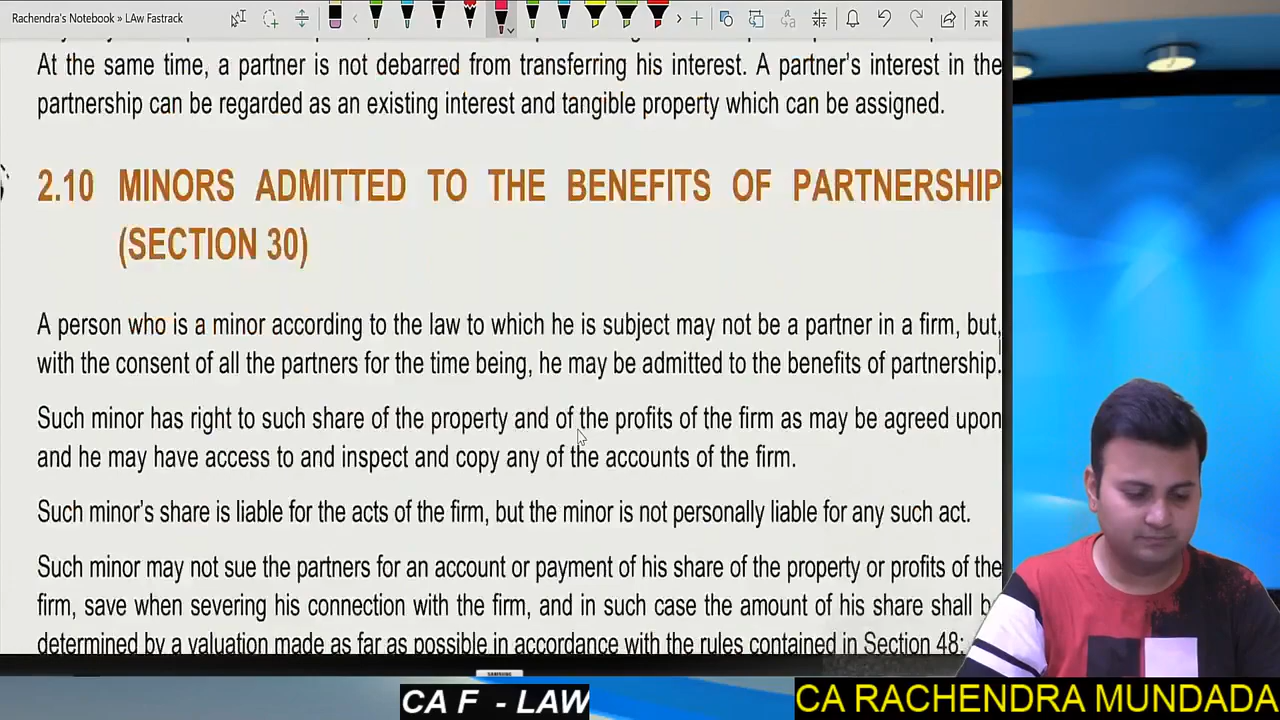 Rachendra's Notebook » LAw Fastrack
At the same time, a partner is not debarred from transferring his interest. A partner's interest in the
partnership can be regarded as an existing interest and tangible property which can be assigned.
2.10 MINORS ADMITTED TO THE BENEFITS OF PARTNERSHIP
(SECTION 30)
A person who is a minor according to the law to which he is subject may not be a partner in a firm, but,
with the consent of all the partners for the time being, he may be admitted to the benefits of partnership.
Such minor has right to such share of the property and of the profits of the firm as may be agreed upon
and he may have access to and inspect and copy any of the accounts of the firm.
Such minor's share is liable for the acts of the firm, but the minor is not personally liable for any such act.
Such minor may not sue the partners for an account or payment of his share of the property or profits of the
firm, save when severing his connection with the firm, and in such case the amount of his share shall
determined by a valuation made as far as possible in accordance with the rules contained in Section 48:
SAMSUNG
CA F - LAW
CA RACHENDRA MUNDADA